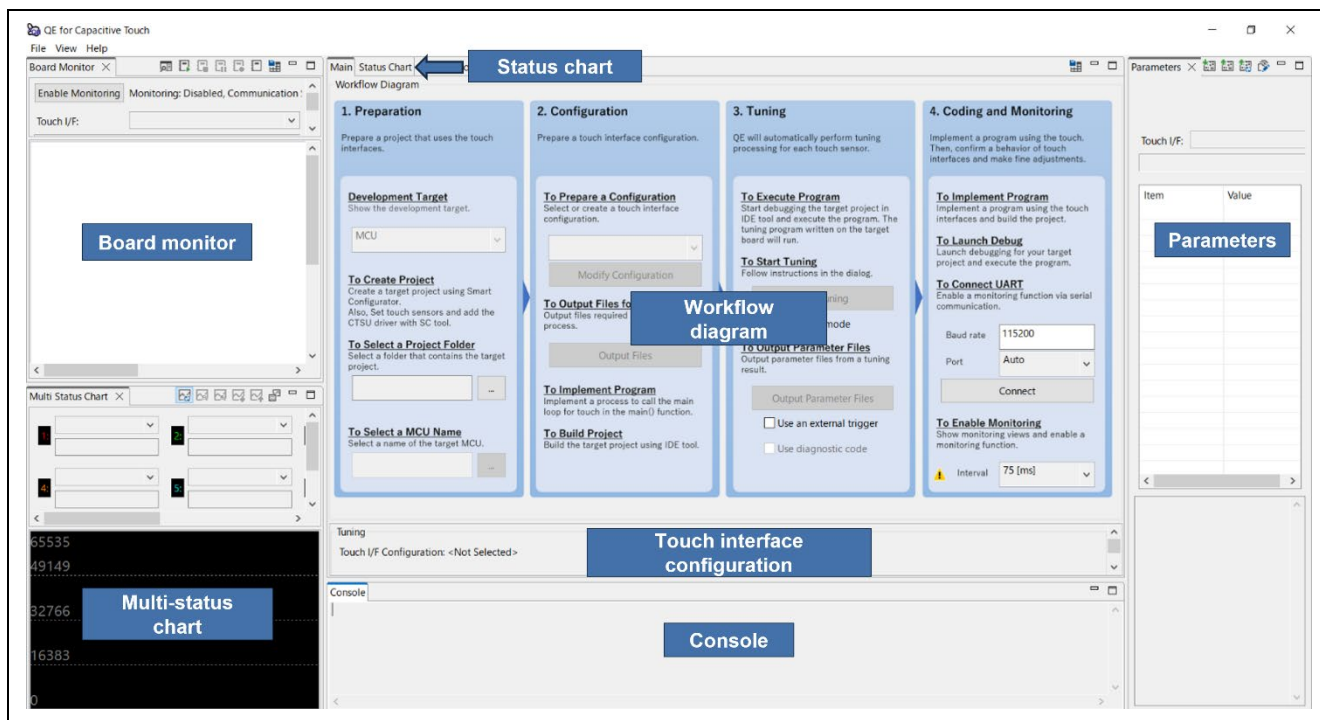 QE for Capacitive Touch
File View Help
Board Monitor
Enable Monitoring Monitoring: Disabled, Communication
Touch I/F:
Board monitor
Multi Status Chart
1:
2:
4:
5:
65535
49149
32766
16383
0
Multi-status
chart
Main Status Chart
Status chart
Workflow Diagram
1. Preparation
Prepare a project that uses the touch
interfaces.
Development Target
Show the development target.
MCU
To Create Project
Create a target project using Smart
Configurator.
Also, Set touch sensors and add the
CTSU driver with SC tool.
To Select a Project Folder
Select a folder that contains the target
project.
...
To Select a MCU Name
Select a name of the target MCU.
...
2. Configuration
Prepare a touch interface configuration.
To Prepare a Configuration
Select or create a touch interface
configuration.
Modify Configuration
To Output Files fo
Output files required
process.
Output Files
To Implement Program
Implement a process to call the main
loop for touch in the main() function.
To Build Project
Build the target project using IDE tool.
Workflow
diagram
3. Tuning
QE will automatically perform tuning
processing for each touch sensor.
To Execute Program
Start debugging the target project in
IDE tool and execute the program. The
tuning program written on the target
board will run.
To Start Tuning
Follow instructions in the dialog.
uning
mode
To Output Parameter Files
Output parameter files from a tuning
result.
Output Parameter Files
Use an external trigger
Use diagnostic code
4. Coding and Monitoring
Implement a program using the touch.
Then, confirm a behavior of touch
interfaces and make fine adjustments.
To Implement Program
Implement a program using the touch
interfaces and build the project.
To Launch Debug
Launch debugging for your target
project and execute the program.
To Connect UART
Enable a monitoring function via serial
communication.
Baud rate 115200
Port Auto
Connect
To Enable Monitoring
Show monitoring views and enable a
monitoring function.
Interval 75 [ms]
Tuning
Touch I/F Configuration: <Not Selected>
Touch interface
configuration
Console
Console
Parameters
Touch I/F:
Item Value
Parameters